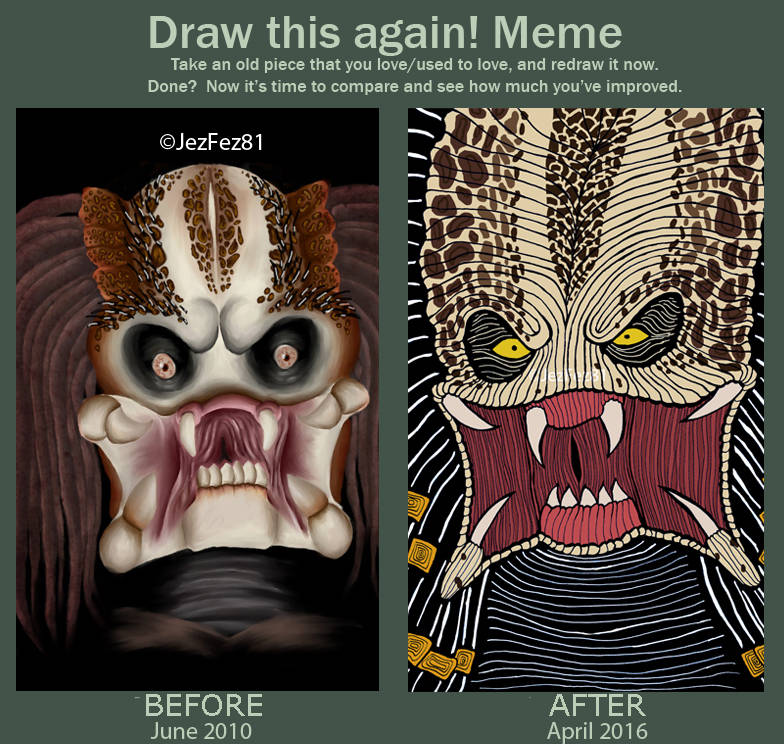 Draw this again! Meme
Take an old piece that you love/used to love, and redraw it now.
Done? Now it's time to compare and see how much you've improved.
©JezFez81
JezFez81
BEFORE
June 2010
AFTER
April 2016